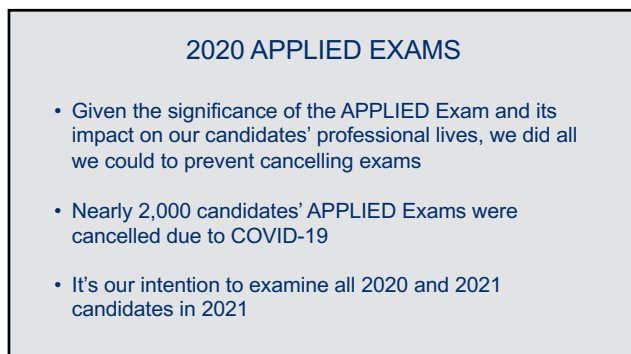 2020 APPLIED EXAMS
• Given the significance of the APPLIED Exam and its
impact on our candidates’ professional lives, we did all
we could to prevent cancelling exams
• Nearly 2,000 candidates’ APPLIED Exams were
cancelled due to COVID-19
• It’s our intention to examine all 2020 and 2021
candidates in 2021